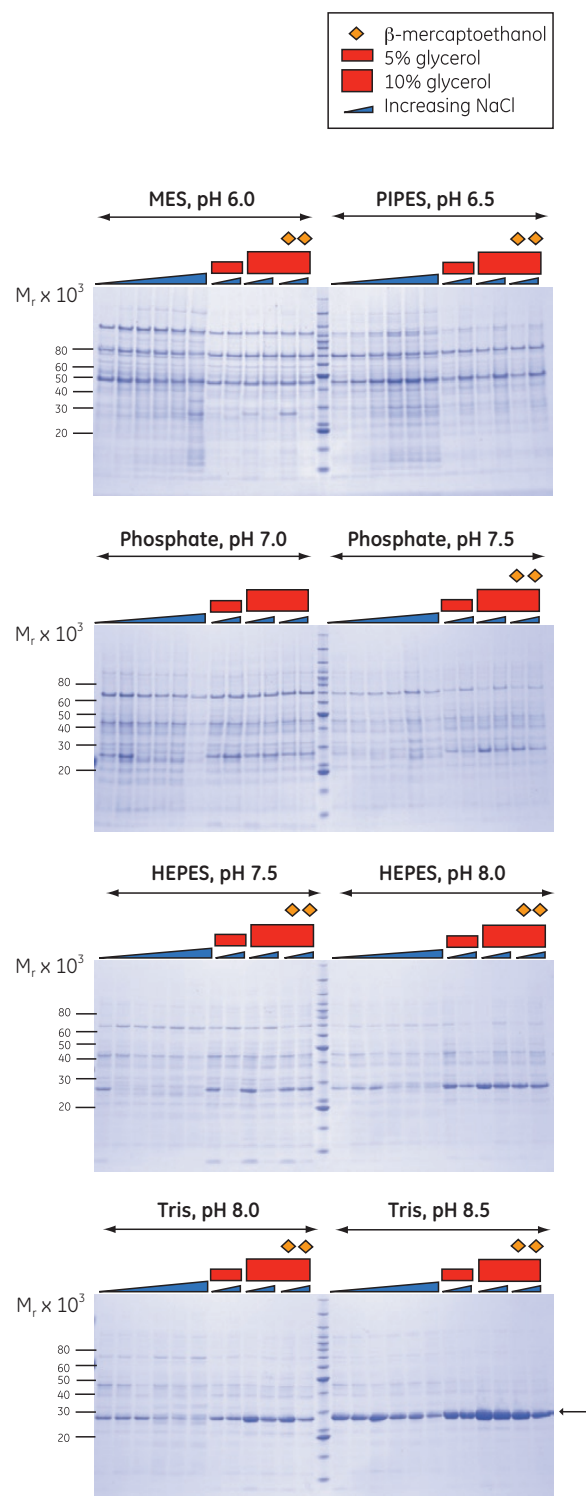 β-mercaptoethanol
5% glycerol
10% glycerol
Increasing NaCl
MES, pH 6.0 PIPES, pH 6.5
Mr x 10³
80
60
50
40
30
20
Phosphate, pH 7.0 Phosphate, pH 7.5
Mr x 10³
80
60
50
40
30
20
HEPES, pH 7.5 HEPES, pH 8.0
Mr x 10³
80
60
50
40
30
20
Tris, pH 8.0 Tris, pH 8.5
Mr x 10³
80
60
50
40
30
20